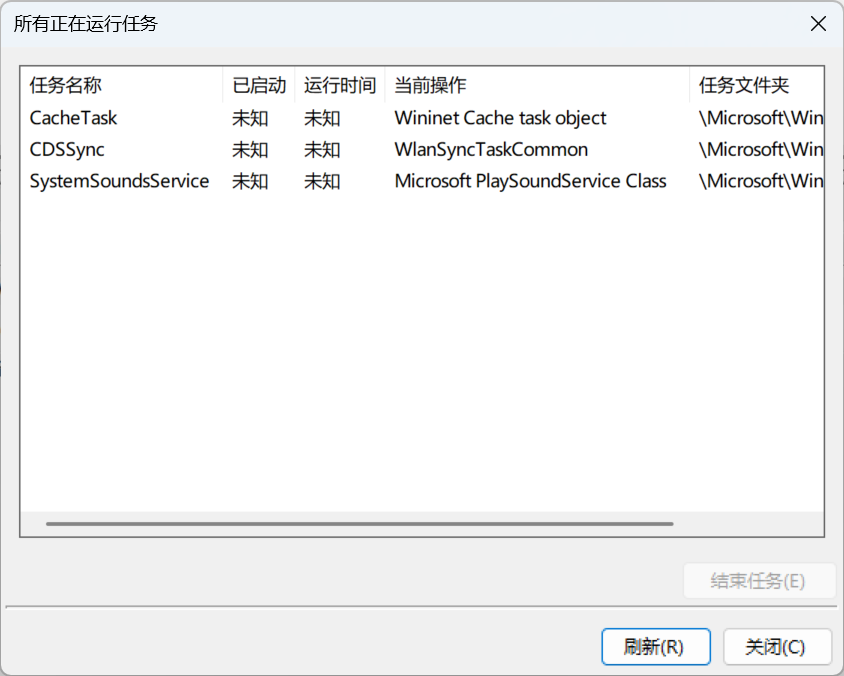 所有正在运行任务
任务名称 已启动 运行时间 当前操作 任务文件夹
CacheTask 未知 未知 Wininet Cache task object \Microsoft\Win
CDSSync 未知 未知 WlanSyncTaskCommon \Microsoft\Win
SystemSoundsService 未知 未知 Microsoft PlaySoundService Class \Microsoft\Win
结束任务(E)
刷新(R) 关闭(C)